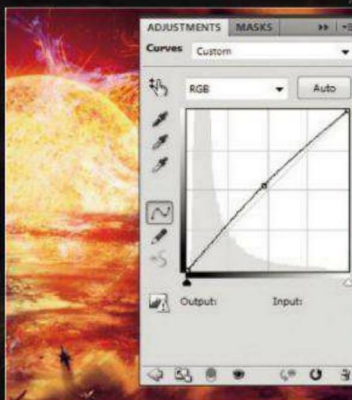 ADJUSTMENTS MASKS
Curves Custom
RGB Auto
Output: Input: